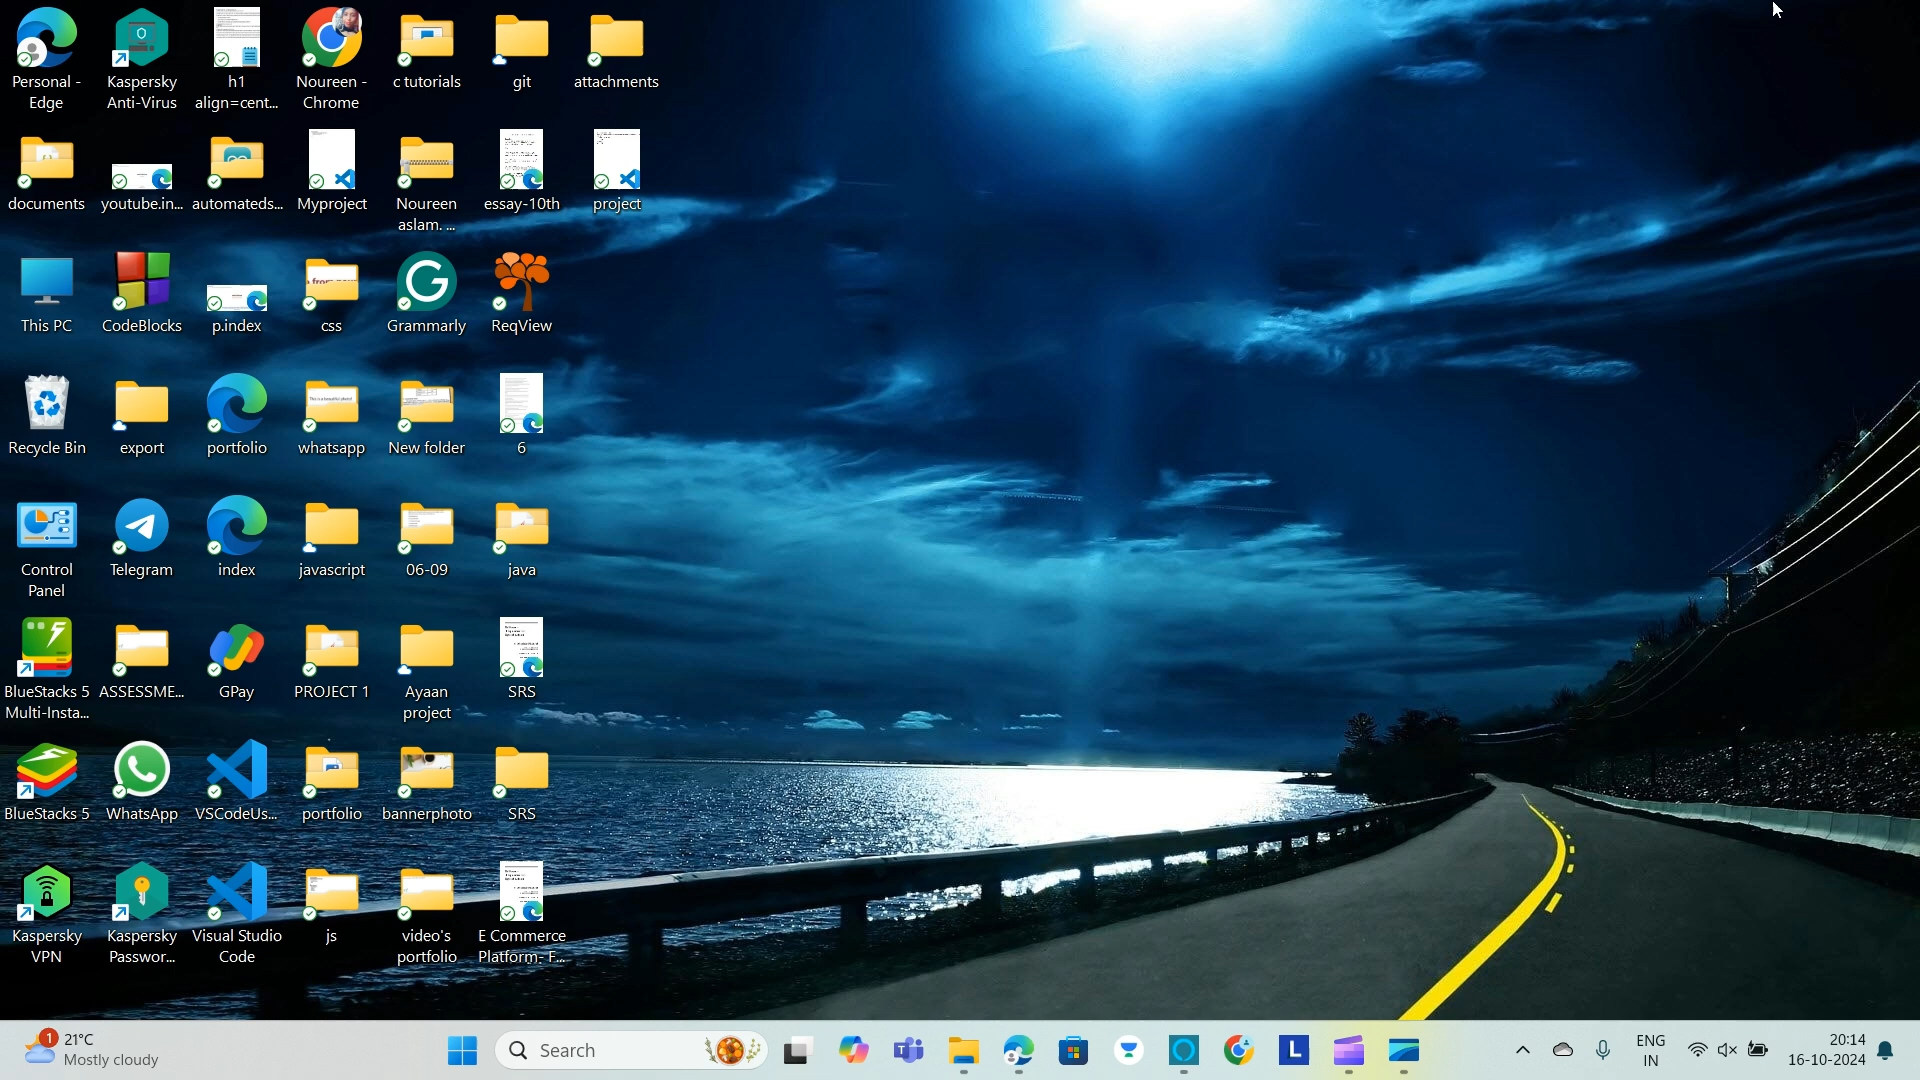 Personal -
Edge
Kaspersky
Anti-Virus
h1
align=cent...
Noureen -
Chrome
c tutorials
git
attachments
documents
youtube.in...
automateds...
Myproject
Noureen
aslam. ...
essay-10th
project
This PC
CodeBlocks
p.index
css
Grammarly
ReqView
Recycle Bin
export
portfolio
whatsapp
New folder
6
Control
Panel
Telegram
index
javascript
06-09
java
BlueStacks 5
Multi-Insta...
ASSESSME...
GPay
PROJECT 1
Ayaan
project
SRS
BlueStacks 5
WhatsApp
VSCodeUs...
portfolio
bannerphoto
SRS
Kaspersky
VPN
Kaspersky
Passwor...
Visual Studio
Code
js
video's
portfolio
E Commerce
Platform- F...
1
21°C
Mostly cloudy
Search
L
ENG
IN
20:14
16-10-2024